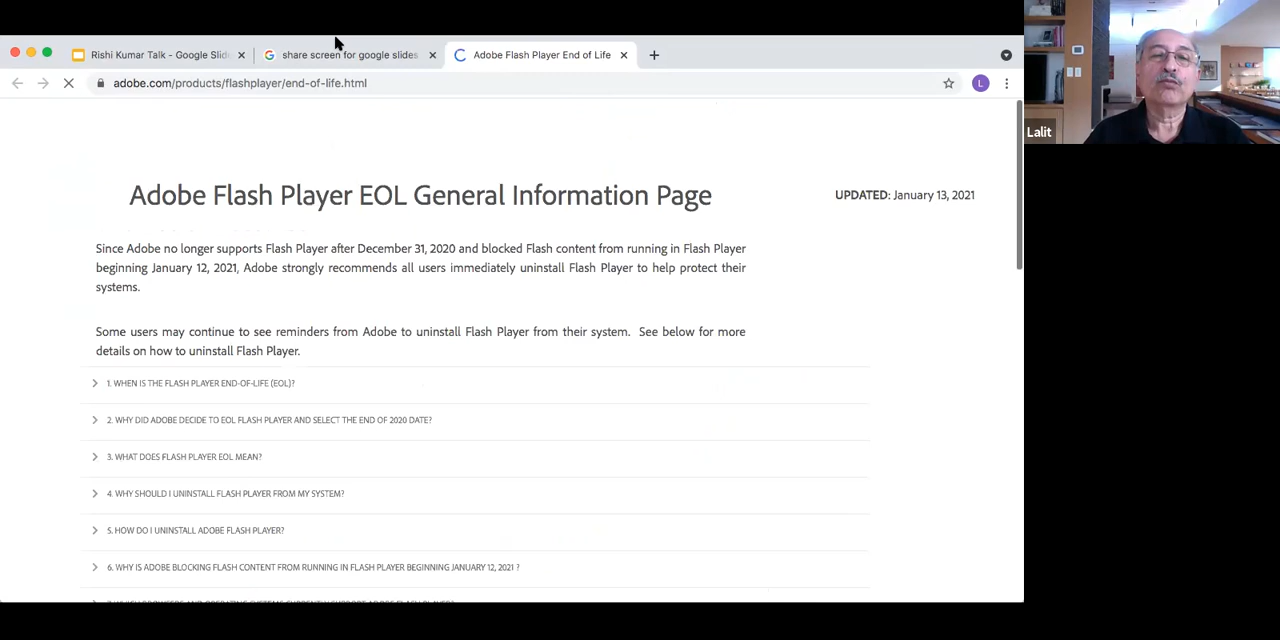 Rishi Kumar Talk - Google Slid
share screen for google slides
Adobe Flash Player End of Life
adobe.com/products/flashplayer/end-of-life.html
L
Lalit
Adobe Flash Player EOL General Information Page
UPDATED: January 13, 2021
Since Adobe no longer supports Flash Player after December 31, 2020 and blocked Flash content from running in Flash Player
beginning January 12, 2021, Adobe strongly recommends all users immediately uninstall Flash Player to help protect their
systems.
Some users may continue to see reminders from Adobe to uninstall Flash Player from their system. See below for more
details on how to uninstall Flash Player.
1. WHEN IS THE FLASH PLAYER END-OF-LIFE (EOL)?
2. WHY DID ADOBE DECIDE TO EOL FLASH PLAYER AND SELECT THE END OF 2020 DATE?
3. WHAT DOES FLASH PLAYER EOL MEAN?
4. WHY SHOULD I UNINSTALL FLASH PLAYER FROM MY SYSTEM?
5. HOW DO I UNINSTALL ADOBE FLASH PLAYER?
6. WHY IS ADOBE BLOCKING FLASH CONTENT FROM RUNNING IN FLASH PLAYER BEGINNING JANUARY 12, 2021 ?